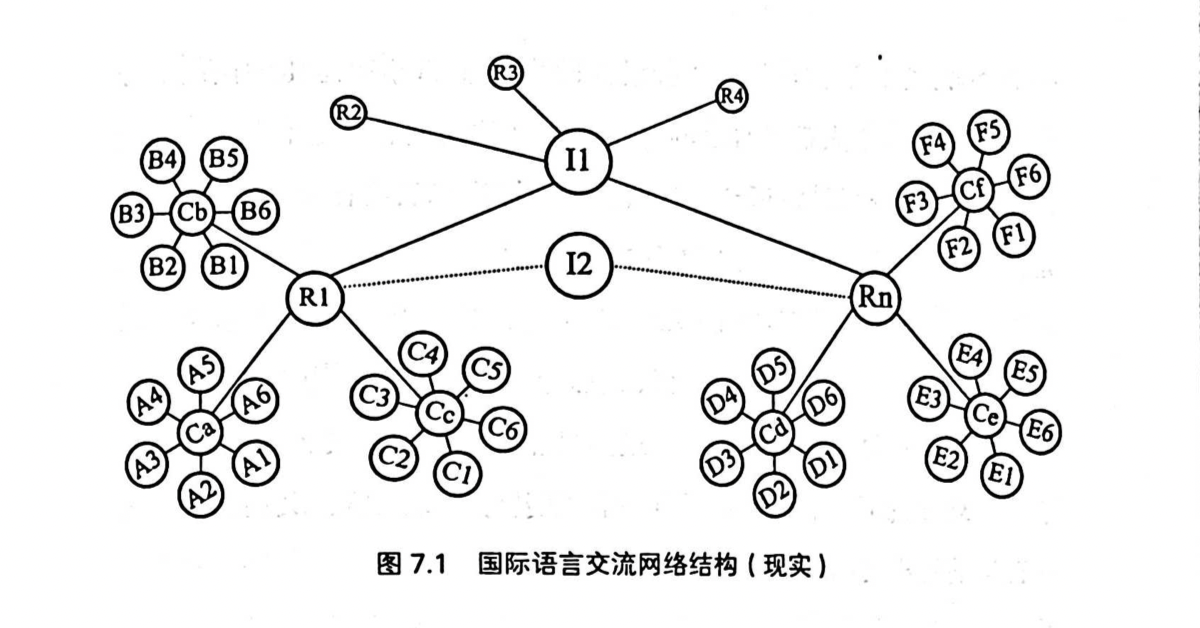 R3
R4
R2
I1
B4 B5
B3 Cb B6
B2 B1
F4 F5
F3 Cf F6
F2 F1
I2
R1
Rn
A5
A4 A6
Ca
A3 A1
A2
C4
C5
C3
Cc
C6
C2
C1
D5
D4 D6
Cd
D3 D1
D2
E4
E5
E3
Ce
E6
E2
E1
图 7.1 国际语言交流网络结构(现实)